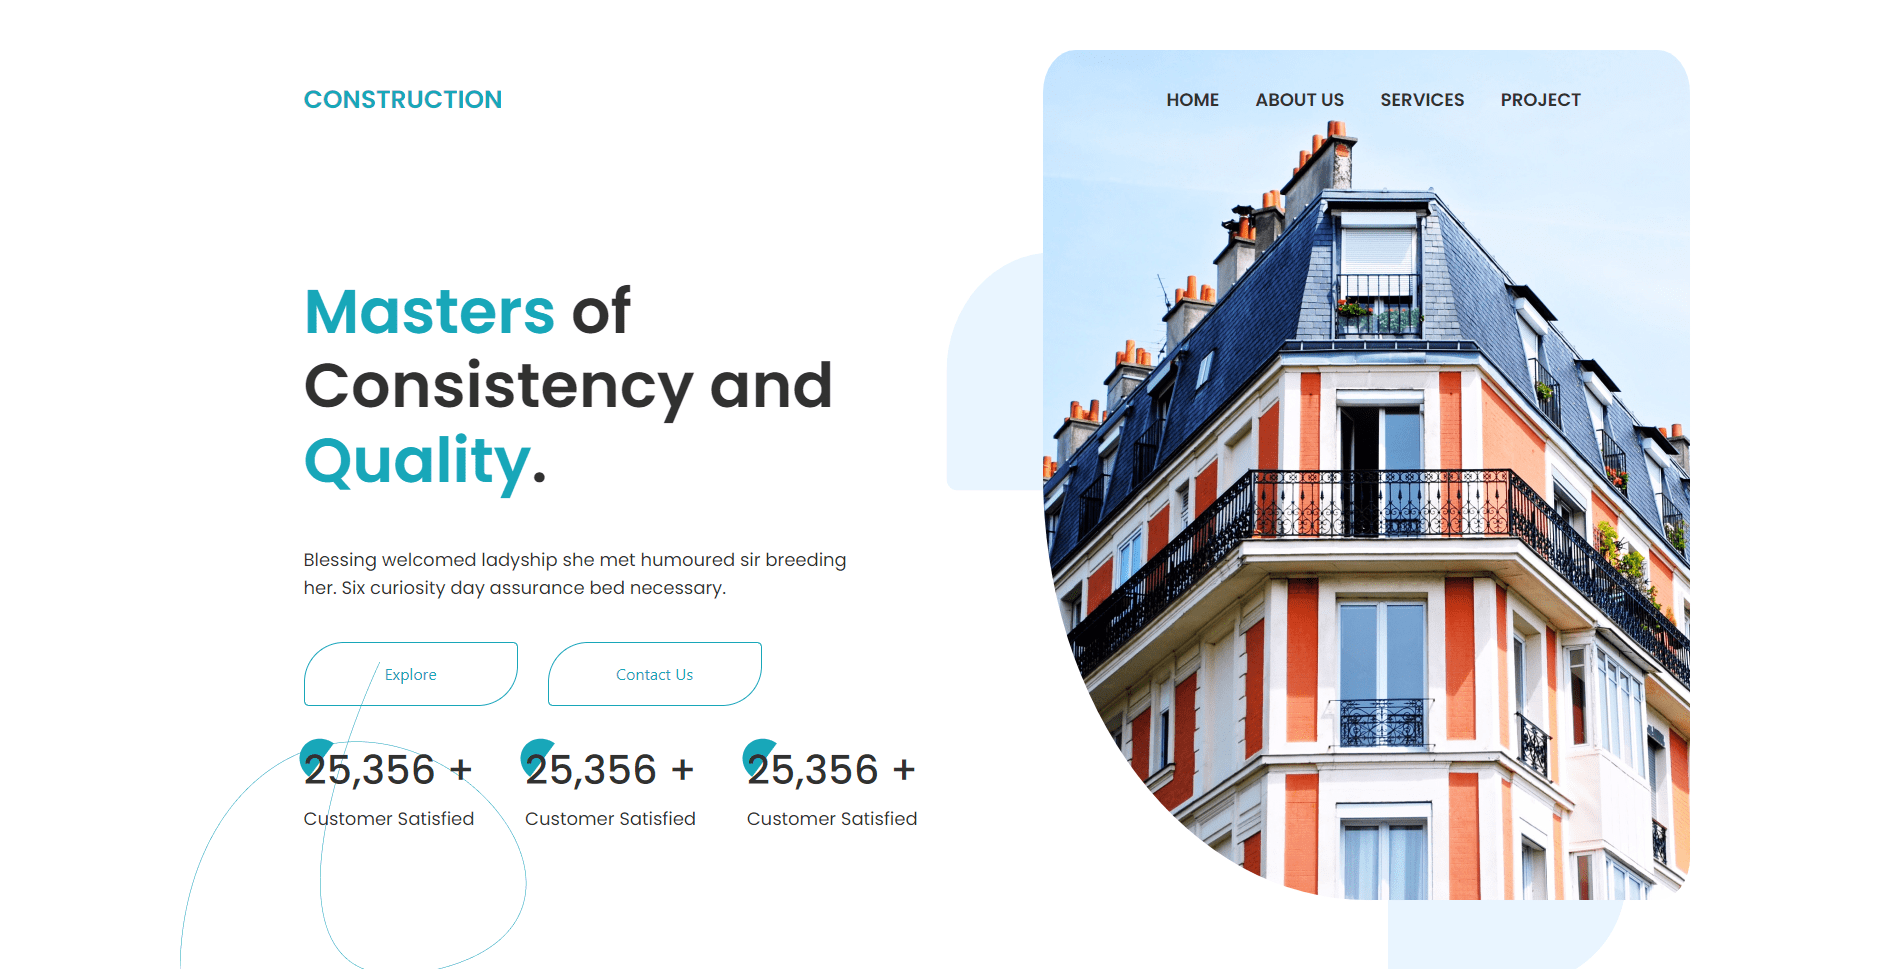 CONSTRUCTION
HOME ABOUT US SERVICES PROJECT
Masters of
Consistency and
Quality.
Blessing welcomed ladyship she met humoured sir breeding
her. Six curiosity day assurance bed necessary.
Explore Contact Us
25,356 + 25,356 + 25,356 +
Customer Satisfied Customer Satisfied Customer Satisfied